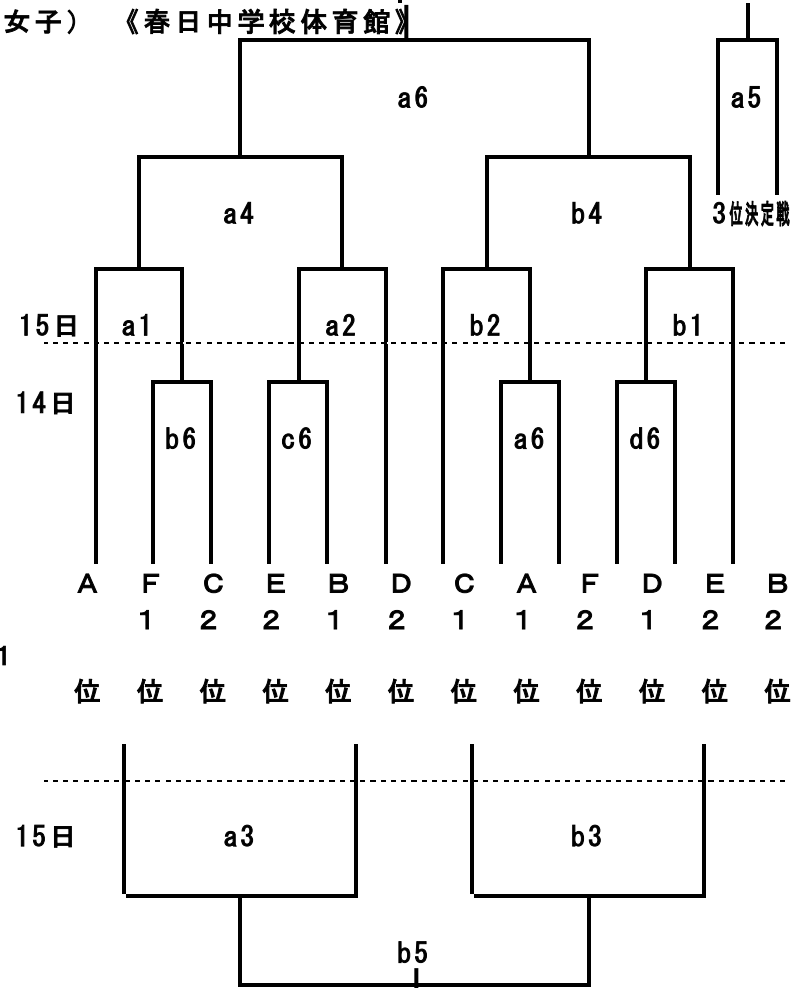 女子） 《春日中学校体育館》
a6 a5
a4 b4 3位決定戦
15日 a1 a2 b2 b1
14日
b6 c6 a6 d6
A F C E B D C A F D E B
1 2 2 1 2 1 1 2 1 2 2
1
位 位 位 位 位 位 位 位 位 位 位 位
15日 a3 b3
b5